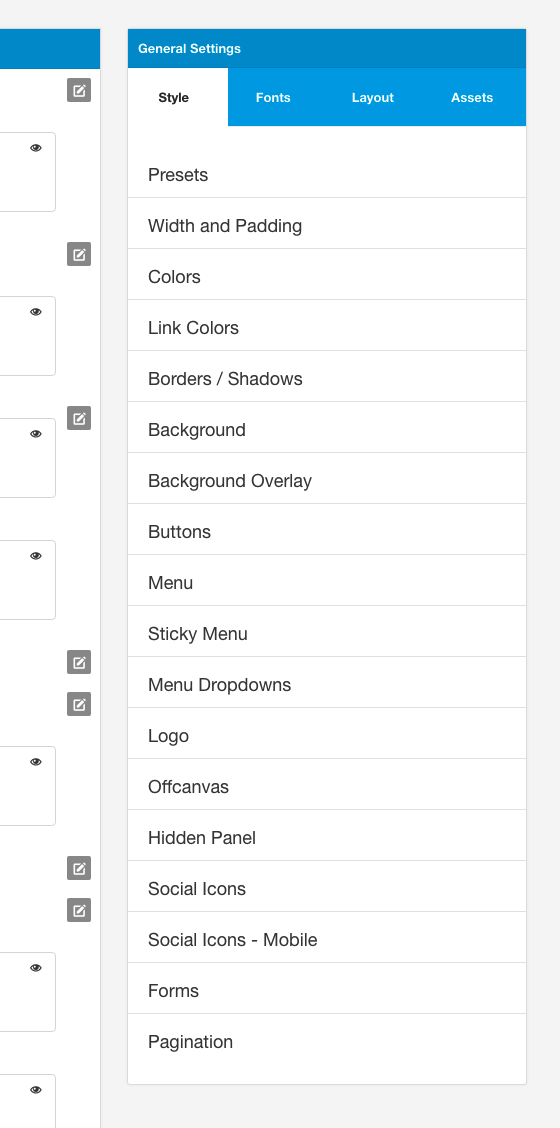 General Settings
Style Fonts Layout Assets
Presets
Width and Padding
Colors
Link Colors
Borders / Shadows
Background
Background Overlay
Buttons
Menu
Sticky Menu
Menu Dropdowns
Logo
Offcanvas
Hidden Panel
Social Icons
Social Icons - Mobile
Forms
Pagination